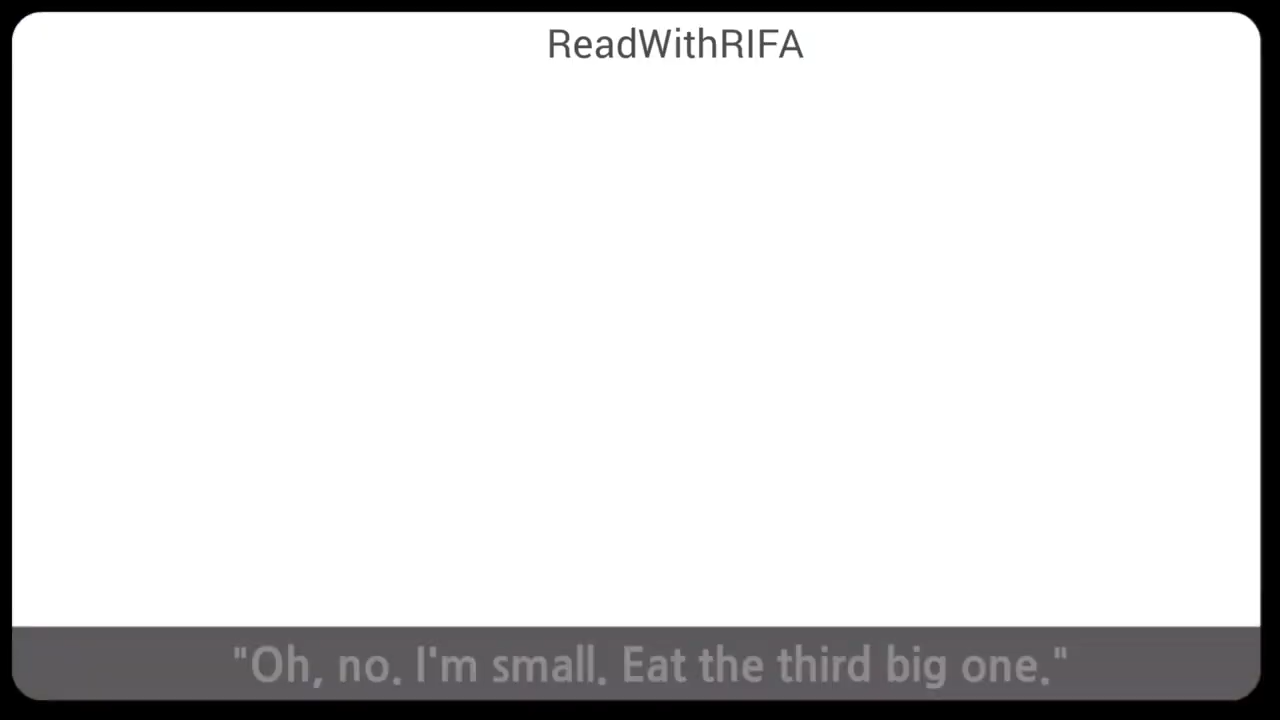 ReadWithRIFA
"Oh, no. I'm small. Eat the third big one."